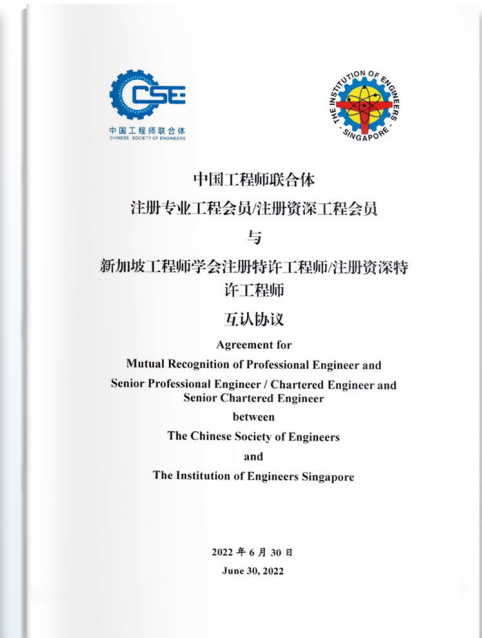 CSE
中国工程师联合体
CHINESE SOCIETY OF ENGINEERS
THE INSTITUTION OF ENGINEERS
· SINGAPORE ·
中国工程师联合体
注册专业工程会员/注册资深工程会员
与
新加坡工程师学会注册特许工程师/注册资深特
许工程师
互认协议
Agreement for
Mutual Recognition of Professional Engineer and
Senior Professional Engineer / Chartered Engineer and
Senior Chartered Engineer
between
The Chinese Society of Engineers
and
The Institution of Engineers Singapore
2022 年 6 月 30 日
June 30, 2022